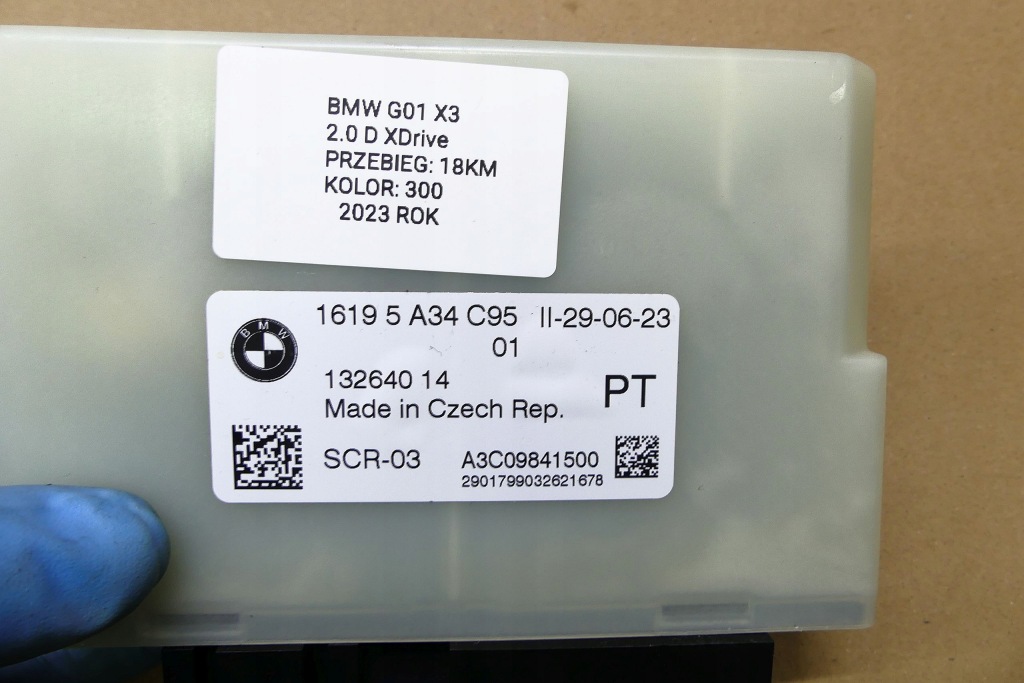 BMW G01 X3
2.0 D XDrive
PRZEBIEG: 18KM
KOLOR: 300
2023 ROK
1619 5 A34 C95 II-29-06-23
01
BMW
132640 14
PT
Made in Czech Rep.
SCR-03 A3C09841500
2901799032621678